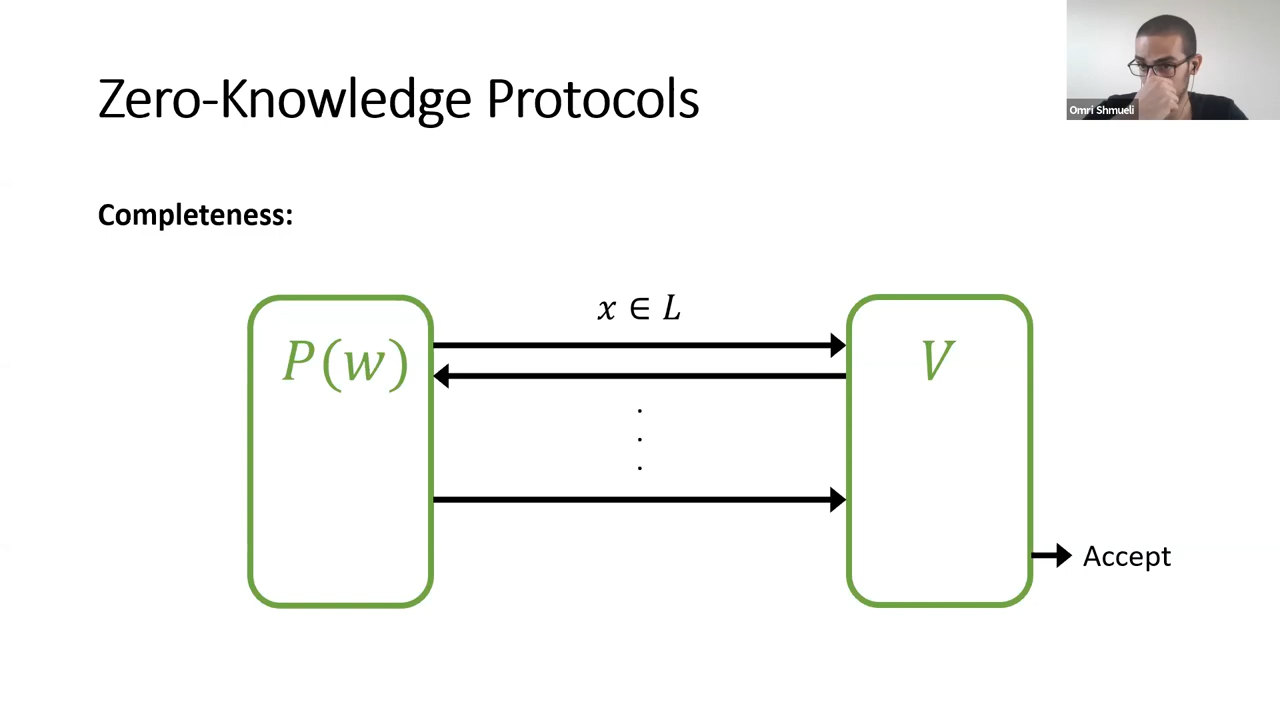 Zero-Knowledge Protocols
Omri Shmueli
Completeness:
x ∈ L
P(w)
V
.
.
.
Accept